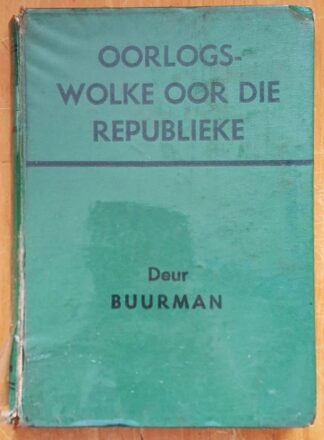 OORLOGS-
WOLKE OOR DIE
REPUBLIEKE
Deur
BUURMAN